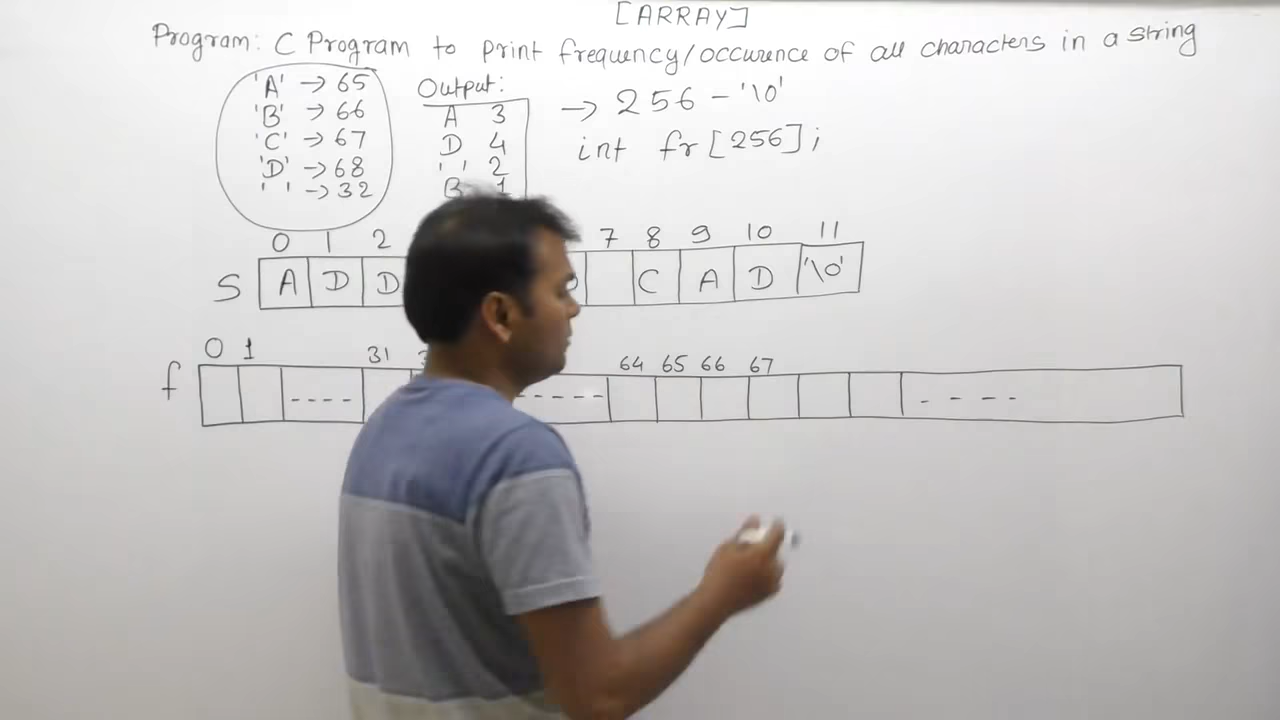 [ARRAY]
Program: C Program to print frequency/occurence of all characters in a string
'A' -> 65
'B' -> 66
'C' -> 67
'D' -> 68
' ' -> 32
Output:
A 3
D 4
' ' 2
B 1
-> 256 - '\0'
int fr[256];
0 1 2 7 8 9 10 11
S A D D C A D '\0'
0 1 31 64 65 66 67
f ---- ----- - - - -